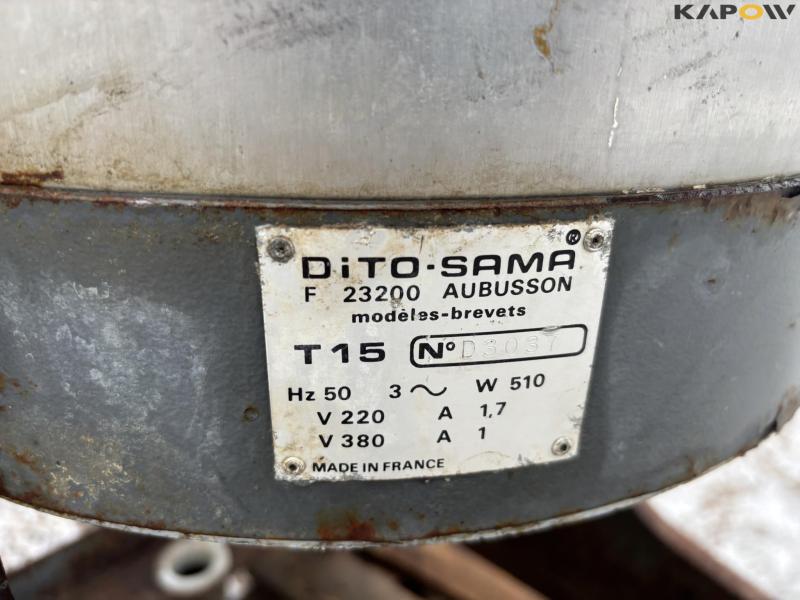 KAPOW
DiTO-SAMA®
F 23200 AUBUSSON
modèles-brevets
T15 N° D3037
Hz 50 3 ~ W 510
V 220 A 1,7
V 380 A 1
MADE IN FRANCE